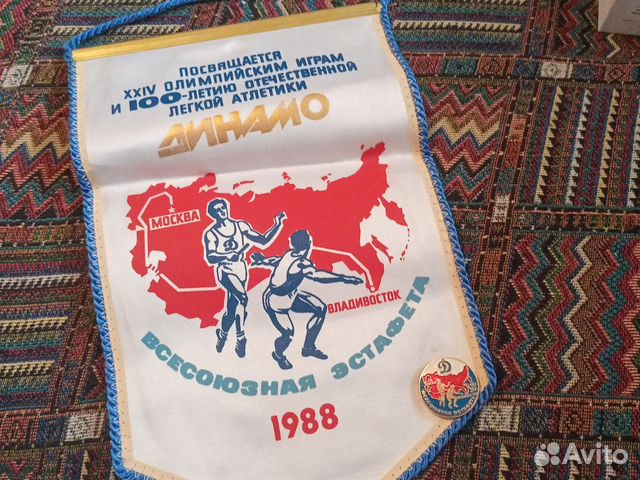 ПОСВЯЩАЕТСЯ
XXIV ОЛИМПИЙСКИМ ИГРАМ
И 100-ЛЕТИЮ ОТЕЧЕСТВЕННОЙ
ЛЕГКОЙ АТЛЕТИКИ
ДИНАМО
МОСКВА
Д
ВЛАДИВОСТОК
ВСЕСОЮЗНАЯ ЭСТАФЕТА
1988
Д
Avito